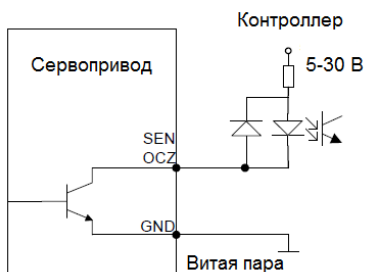 Контроллер
5-30 В
Сервопривод
SEN
OCZ
GND
Витая пара